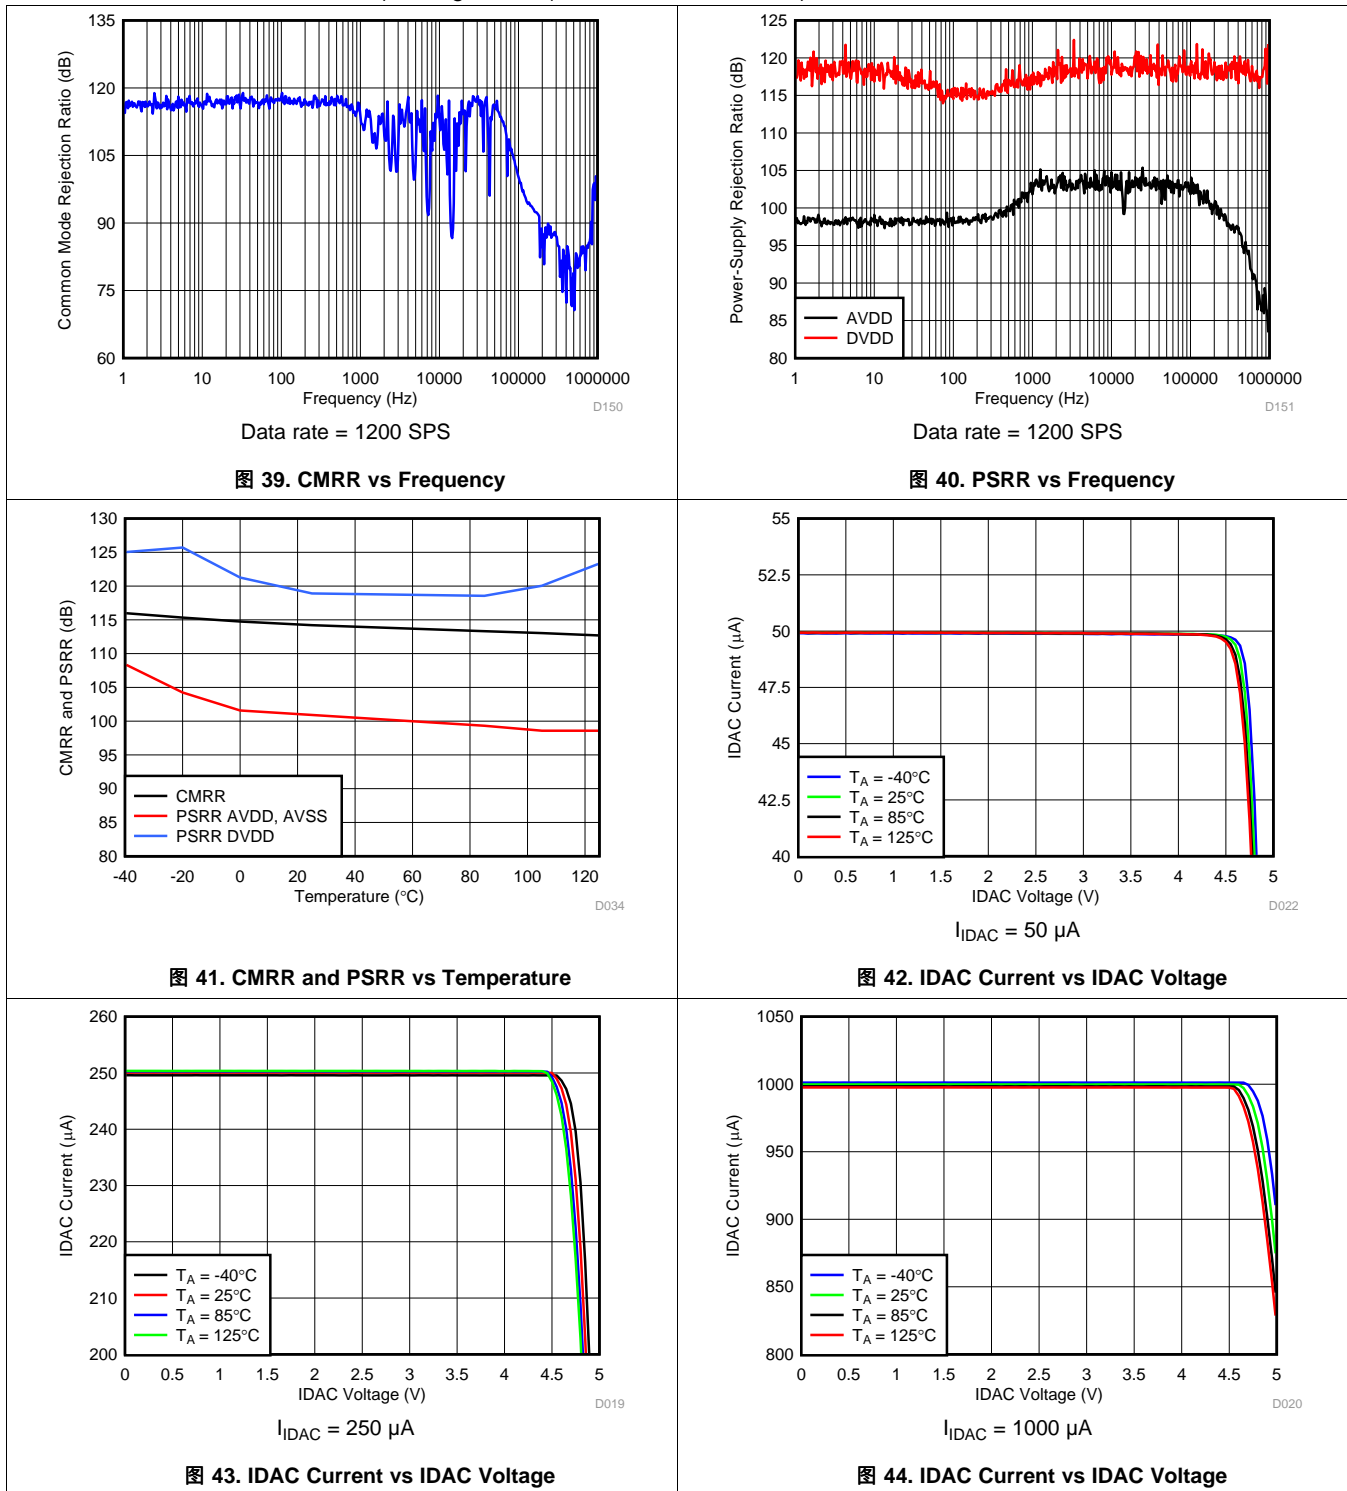 135
120
105
90
75
60
Common Mode Rejection Ratio (dB)
1 10 100 1000 10000 100000 1000000
Frequency (Hz)
D150
Data rate = 1200 SPS
图 39. CMRR vs Frequency
125
120
115
110
105
100
95
90
85
80
Power-Supply Rejection Ratio (dB)
AVDD
DVDD
1 10 100 1000 10000 100000 1000000
Frequency (Hz)
D151
Data rate = 1200 SPS
图 40. PSRR vs Frequency
130
125
120
115
110
105
100
95
90
85
80
CMRR and PSRR (dB)
CMRR
PSRR AVDD, AVSS
PSRR DVDD
-40 -20 0 20 40 60 80 100 120
Temperature (°C)
D034
图 41. CMRR and PSRR vs Temperature
55
52.5
50
47.5
45
42.5
40
IDAC Current (µA)
TA = -40°C
TA = 25°C
TA = 85°C
TA = 125°C
0 0.5 1 1.5 2 2.5 3 3.5 4 4.5 5
IDAC Voltage (V)
D022
IIDAC = 50 µA
图 42. IDAC Current vs IDAC Voltage
260
250
240
230
220
210
200
IDAC Current (µA)
TA = -40°C
TA = 25°C
TA = 85°C
TA = 125°C
0 0.5 1 1.5 2 2.5 3 3.5 4 4.5 5
IDAC Voltage (V)
D019
IIDAC = 250 µA
图 43. IDAC Current vs IDAC Voltage
1050
1000
950
900
850
800
IDAC Current (µA)
TA = -40°C
TA = 25°C
TA = 85°C
TA = 125°C
0 0.5 1 1.5 2 2.5 3 3.5 4 4.5 5
IDAC Voltage (V)
D020
IIDAC = 1000 µA
图 44. IDAC Current vs IDAC Voltage